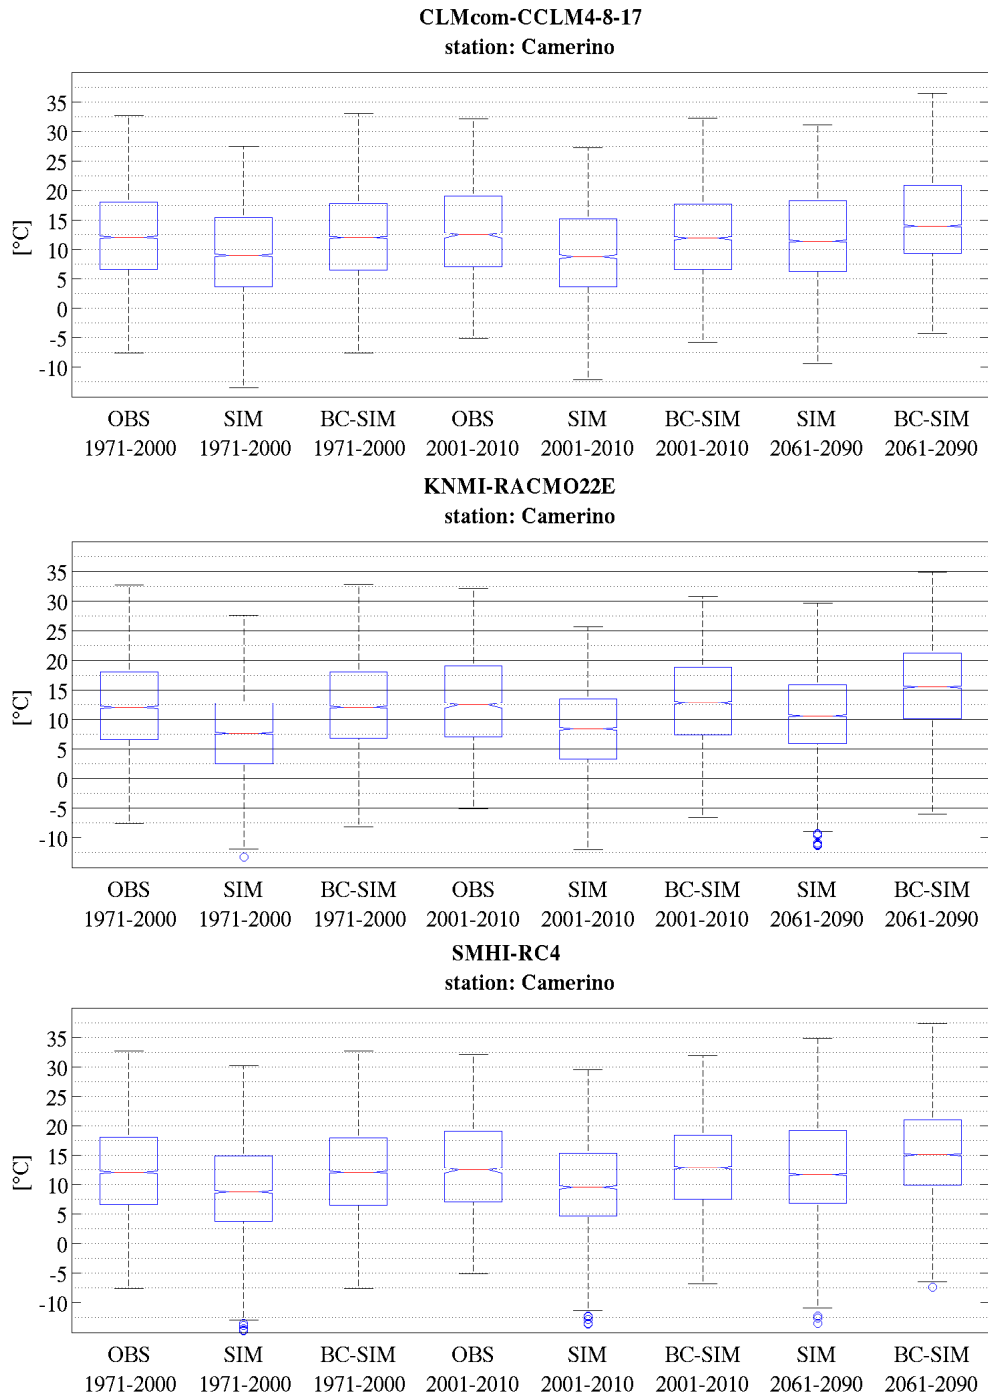 CLMcom-CCLM4-8-17
station: Camerino
[°C]
35
30
25
20
15
10
5
0
-5
-10
OBS SIM BC-SIM OBS SIM BC-SIM SIM BC-SIM
1971-2000 1971-2000 1971-2000 2001-2010 2001-2010 2001-2010 2061-2090 2061-2090
KNMI-RACMO22E
station: Camerino
[°C]
35
30
25
20
15
10
5
0
-5
-10
OBS SIM BC-SIM OBS SIM BC-SIM SIM BC-SIM
1971-2000 1971-2000 1971-2000 2001-2010 2001-2010 2001-2010 2061-2090 2061-2090
SMHI-RC4
station: Camerino
[°C]
35
30
25
20
15
10
5
0
-5
-10
OBS SIM BC-SIM OBS SIM BC-SIM SIM BC-SIM
1971-2000 1971-2000 1971-2000 2001-2010 2001-2010 2001-2010 2061-2090 2061-2090